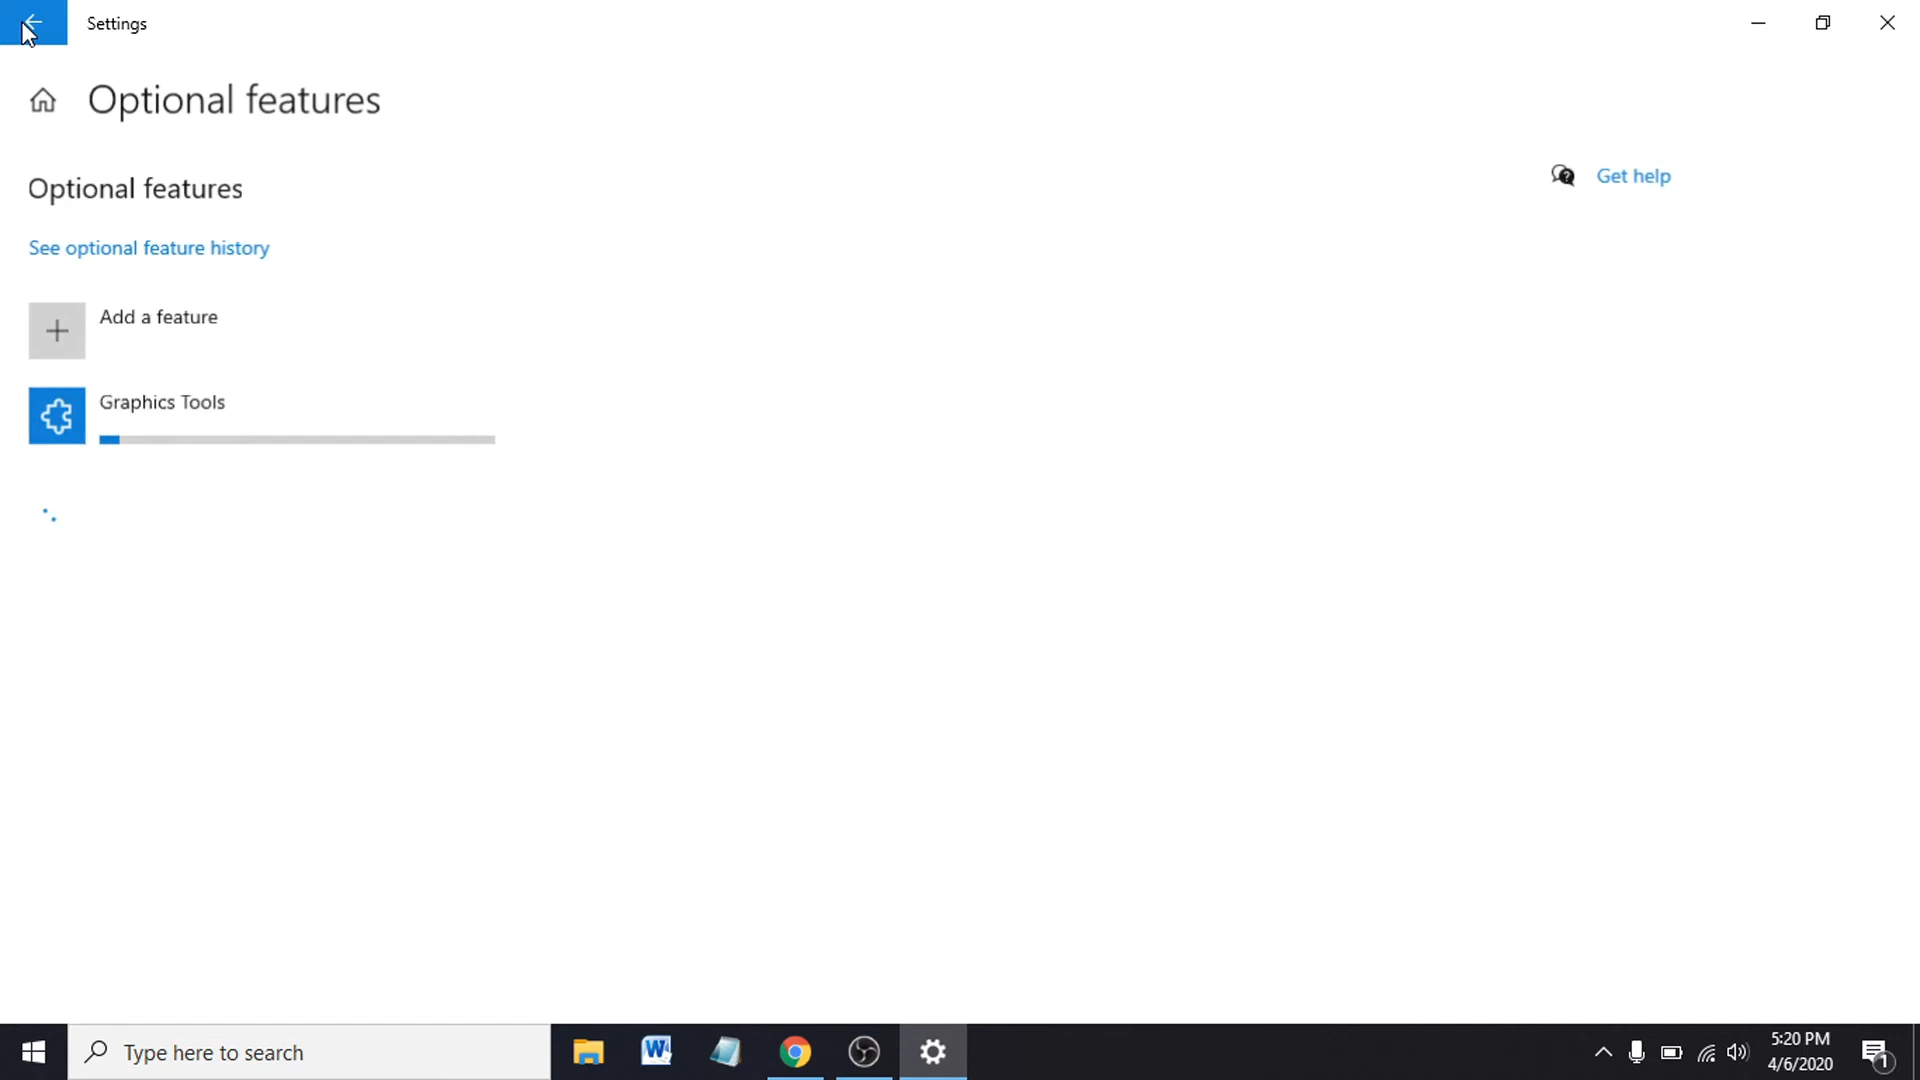 Settings
Optional features
Optional features
Get help
See optional feature history
Add a feature
Graphics Tools
Type here to search
W
5:20 PM
4/6/2020
1